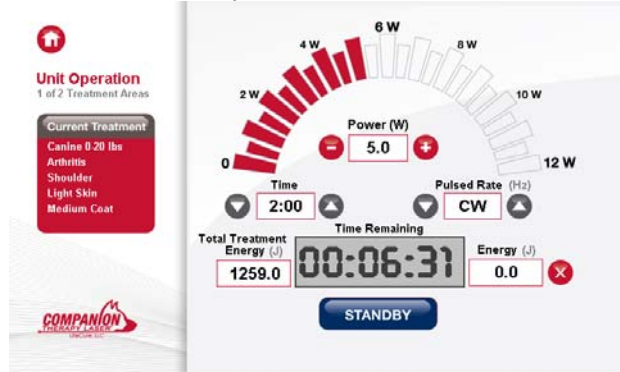 Unit Operation
1 of 2 Treatment Areas
Current Treatment
Canine 0-20 lbs
Arthritis
Shoulder
Light Skin
Medium Coat
COMPANION
THERAPY LASER
0
2 W
4 W
6 W
8 W
10 W
12 W
Power (W)
5.0
Time
2:00
Pulsed Rate (Hz)
CW
Time Remaining
00:06:31
Total Treatment
Energy (J)
1259.0
Energy (J)
0.0
X
STANDBY